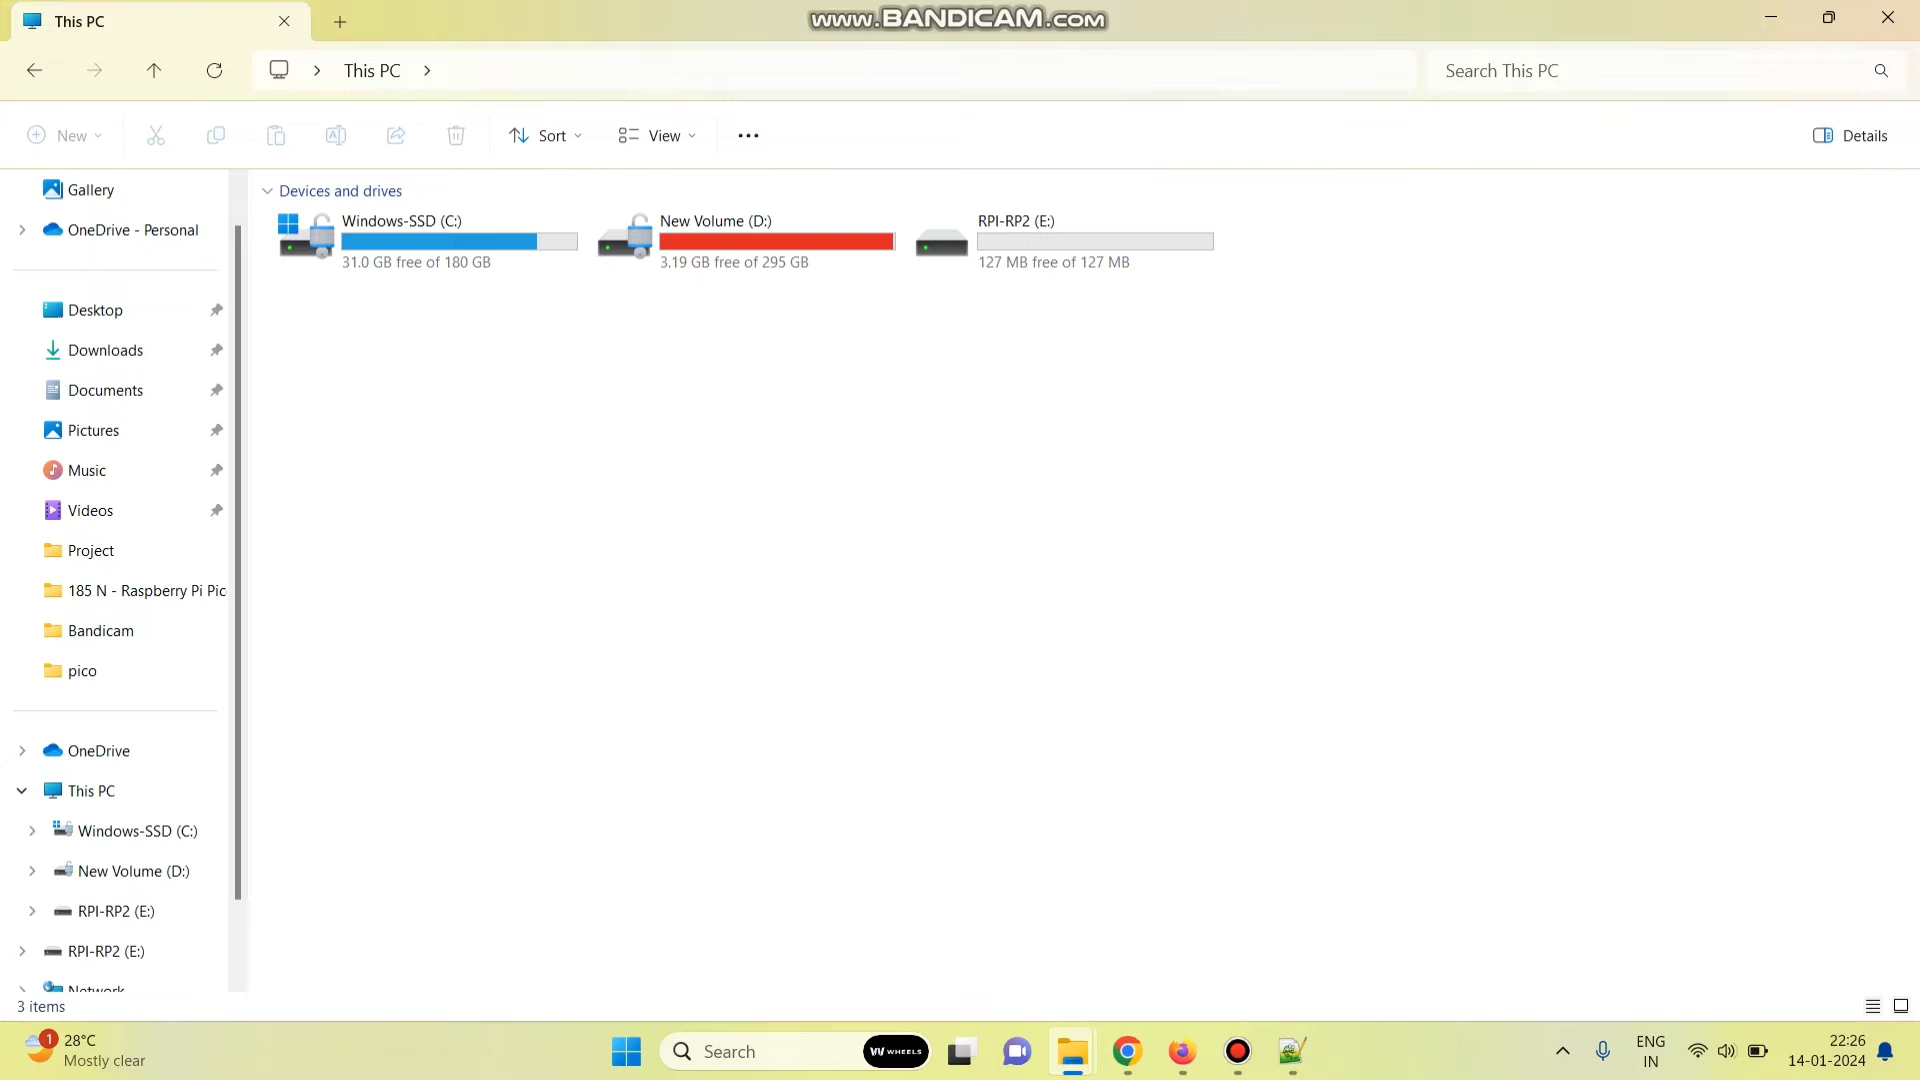 This PC
www.BANDICAM.com
This PC
Search This PC
New
Sort
View
Details
Gallery
OneDrive - Personal
Desktop
Downloads
Documents
Pictures
Music
Videos
Project
185 N - Raspberry Pi Pic
Bandicam
pico
OneDrive
This PC
Windows-SSD (C:)
New Volume (D:)
RPI-RP2 (E:)
RPI-RP2 (E:)
Network
Devices and drives
Windows-SSD (C:)
31.0 GB free of 180 GB
New Volume (D:)
3.19 GB free of 295 GB
RPI-RP2 (E:)
127 MB free of 127 MB
3 items
1
28°C
Mostly clear
Search
WHEELS
ENG
IN
22:26
14-01-2024